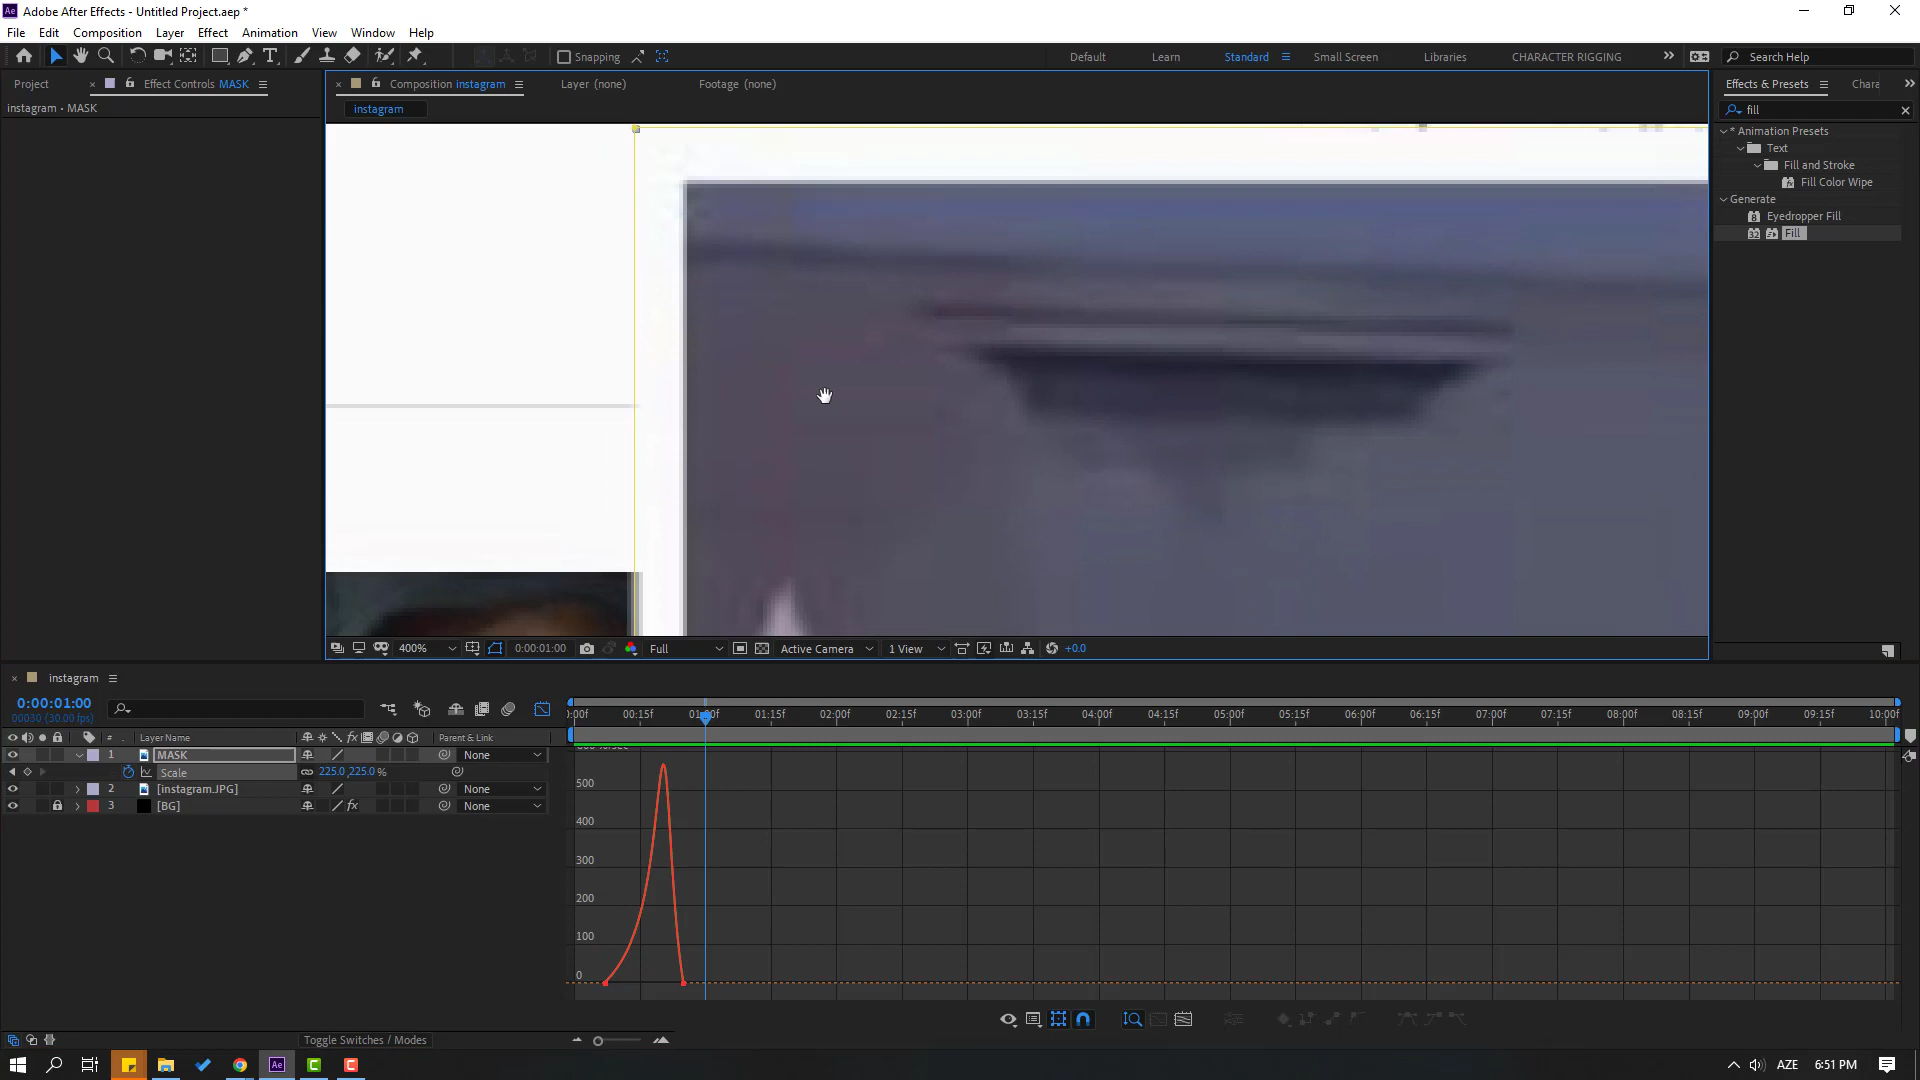 Adobe After Effects - Untitled Project.aep *
File Edit Composition Layer Effect Animation View Window Help
Snapping
Default Learn Standard Small Screen Libraries CHARACTER RIGGING Search Help
Project Effect Controls MASK
instagram • MASK
Composition instagram Layer (none) Footage (none)
instagram
Effects & Presets Chara
fill
* Animation Presets
Text
Fill and Stroke
Fill Color Wipe
Generate
Eyedropper Fill
Fill
400% 0:00:01:00 Full Active Camera 1 View +0.0
instagram
0:00:01:00
00030 (30.00 fps)
:00f 00:15f 01:00f 01:15f 02:00f 02:15f 03:00f 03:15f 04:00f 04:15f 05:00f 05:15f 06:00f 06:15f 07:00f 07:15f 08:00f 08:15f 09:00f 09:15f 10:00f
# Layer Name Parent & Link
1 MASK None
Scale 225.0,225.0 %
2 [instagram.JPG] None
3 [BG] None
500
400
300
200
100
0
Toggle Switches / Modes
AZE 6:51 PM